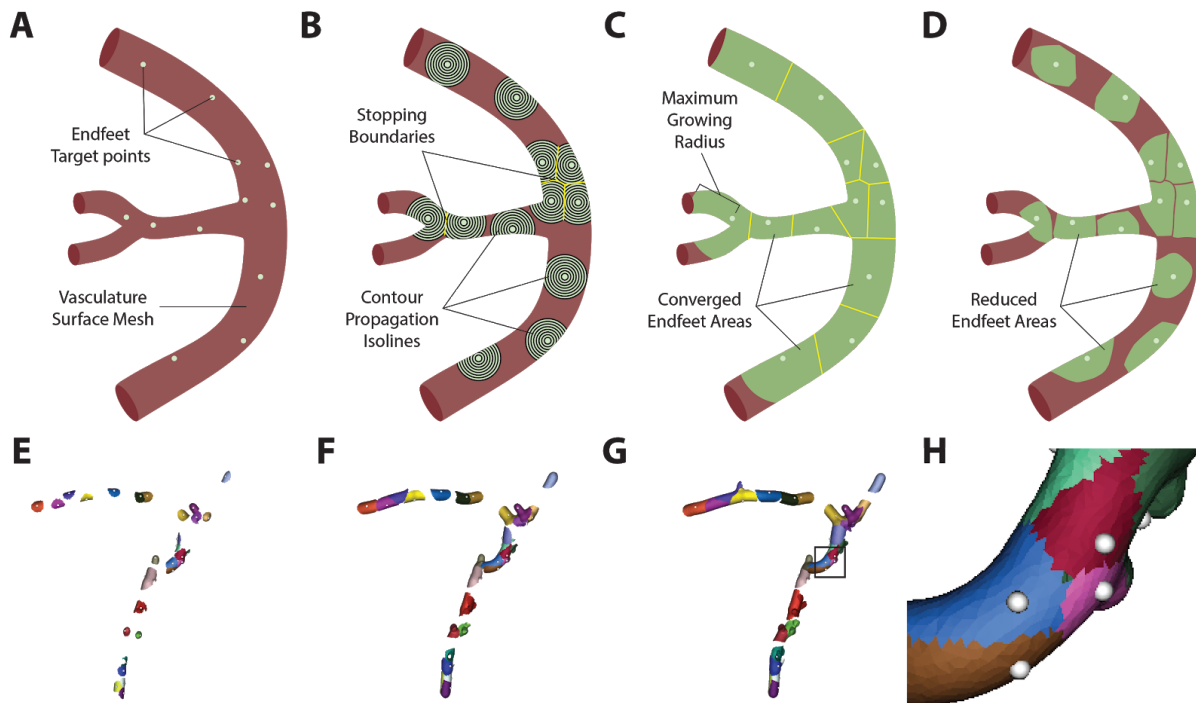 A
B
C
D
Endfeet
Target points
Vasculature
Surface Mesh
Stopping
Boundaries
Contour
Propagation
Isolines
Maximum
Growing
Radius
Converged
Endfeet Areas
Reduced
Endfeet Areas
E
F
G
H